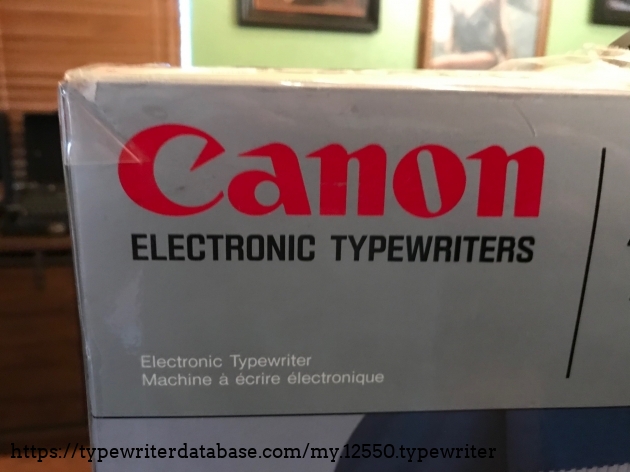 Canon
ELECTRONIC TYPEWRITERS
Electronic Typewriter
Machine à écrire électronique
https://typewriterdatabase.com/my.12550.typewriter